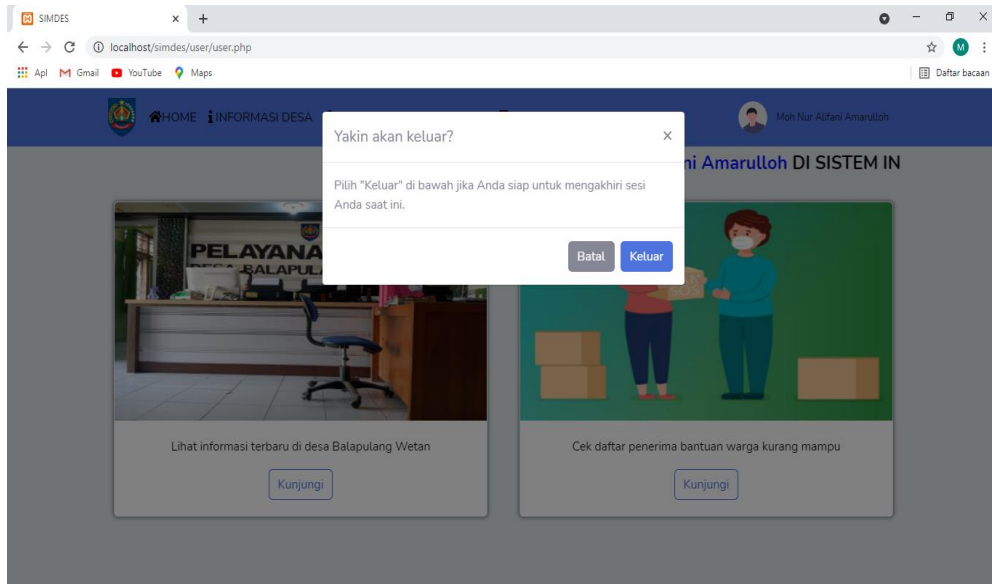 SIMDES
localhost/simdes/user/user.php
M
Apl
Gmail
YouTube
Maps
Daftar bacaan
HOME
INFORMASI DESA
Moh Nur Alifani Amarulloh
Yakin akan keluar?
ni Amarulloh DI SISTEM IN
Pilih "Keluar" di bawah jika Anda siap untuk mengakhiri sesi
Anda saat ini.
Batal
Keluar
PELAYANA
DESA BALAPUL
Lihat informasi terbaru di desa Balapulang Wetan
Kunjungi
Cek daftar penerima bantuan warga kurang mampu
Kunjungi